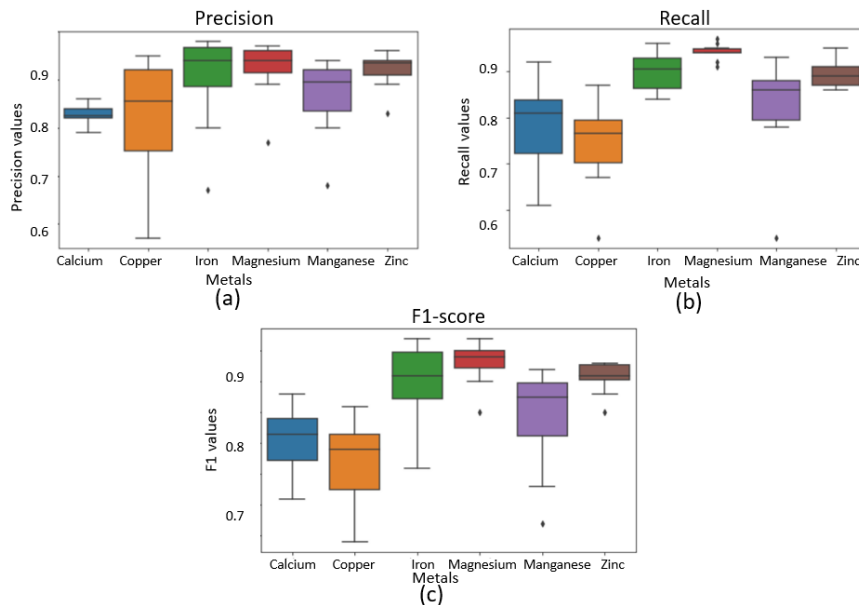 Precision
Precision values
0.9
0.8
0.7
0.6
Calcium Copper Iron Magnesium Manganese Zinc
Metals
(a)
Recall
Recall values
0.9
0.8
0.7
0.6
Calcium Copper Iron Magnesium Manganese Zinc
Metals
(b)
F1-score
F1 values
0.9
0.8
0.7
Calcium Copper Iron Magnesium Manganese Zinc
Metals
(c)